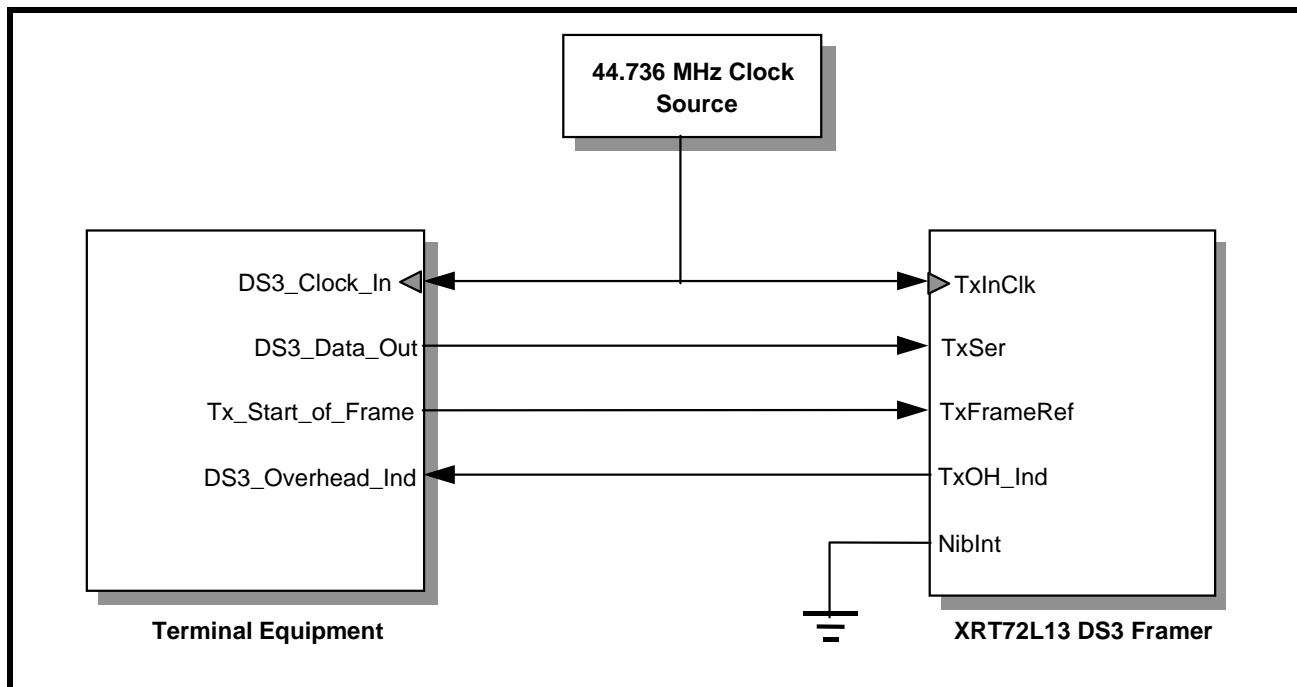 44.736 MHz Clock
Source
DS3_Clock_In
DS3_Data_Out
Tx_Start_of_Frame
DS3_Overhead_Ind
Terminal Equipment
TxInClk
TxSer
TxFrameRef
TxOH_Ind
NibInt
XRT72L13 DS3 Framer